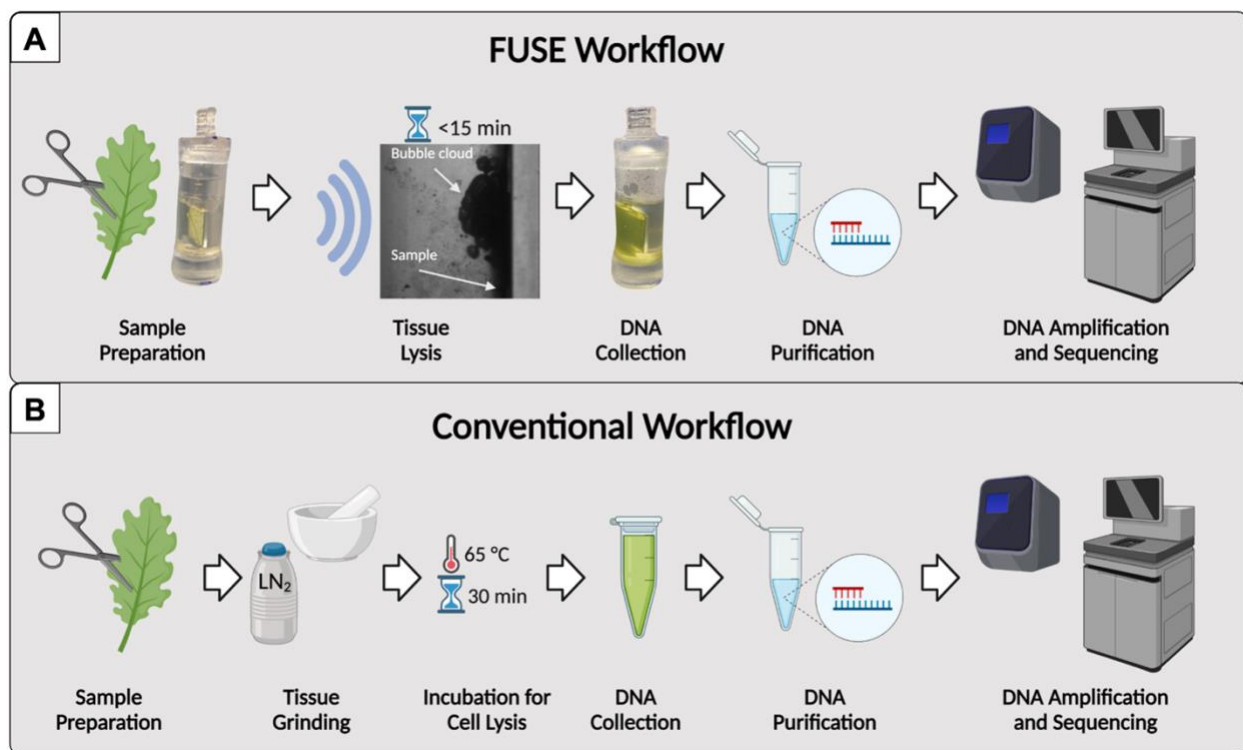 A
FUSE Workflow
<15 min
Bubble cloud
Sample
Sample
Preparation
Tissue
Lysis
DNA
Collection
DNA
Purification
DNA Amplification
and Sequencing
B
Conventional Workflow
LN₂
65 °C
30 min
Sample
Preparation
Tissue
Grinding
Incubation for
Cell Lysis
DNA
Collection
DNA
Purification
DNA Amplification
and Sequencing